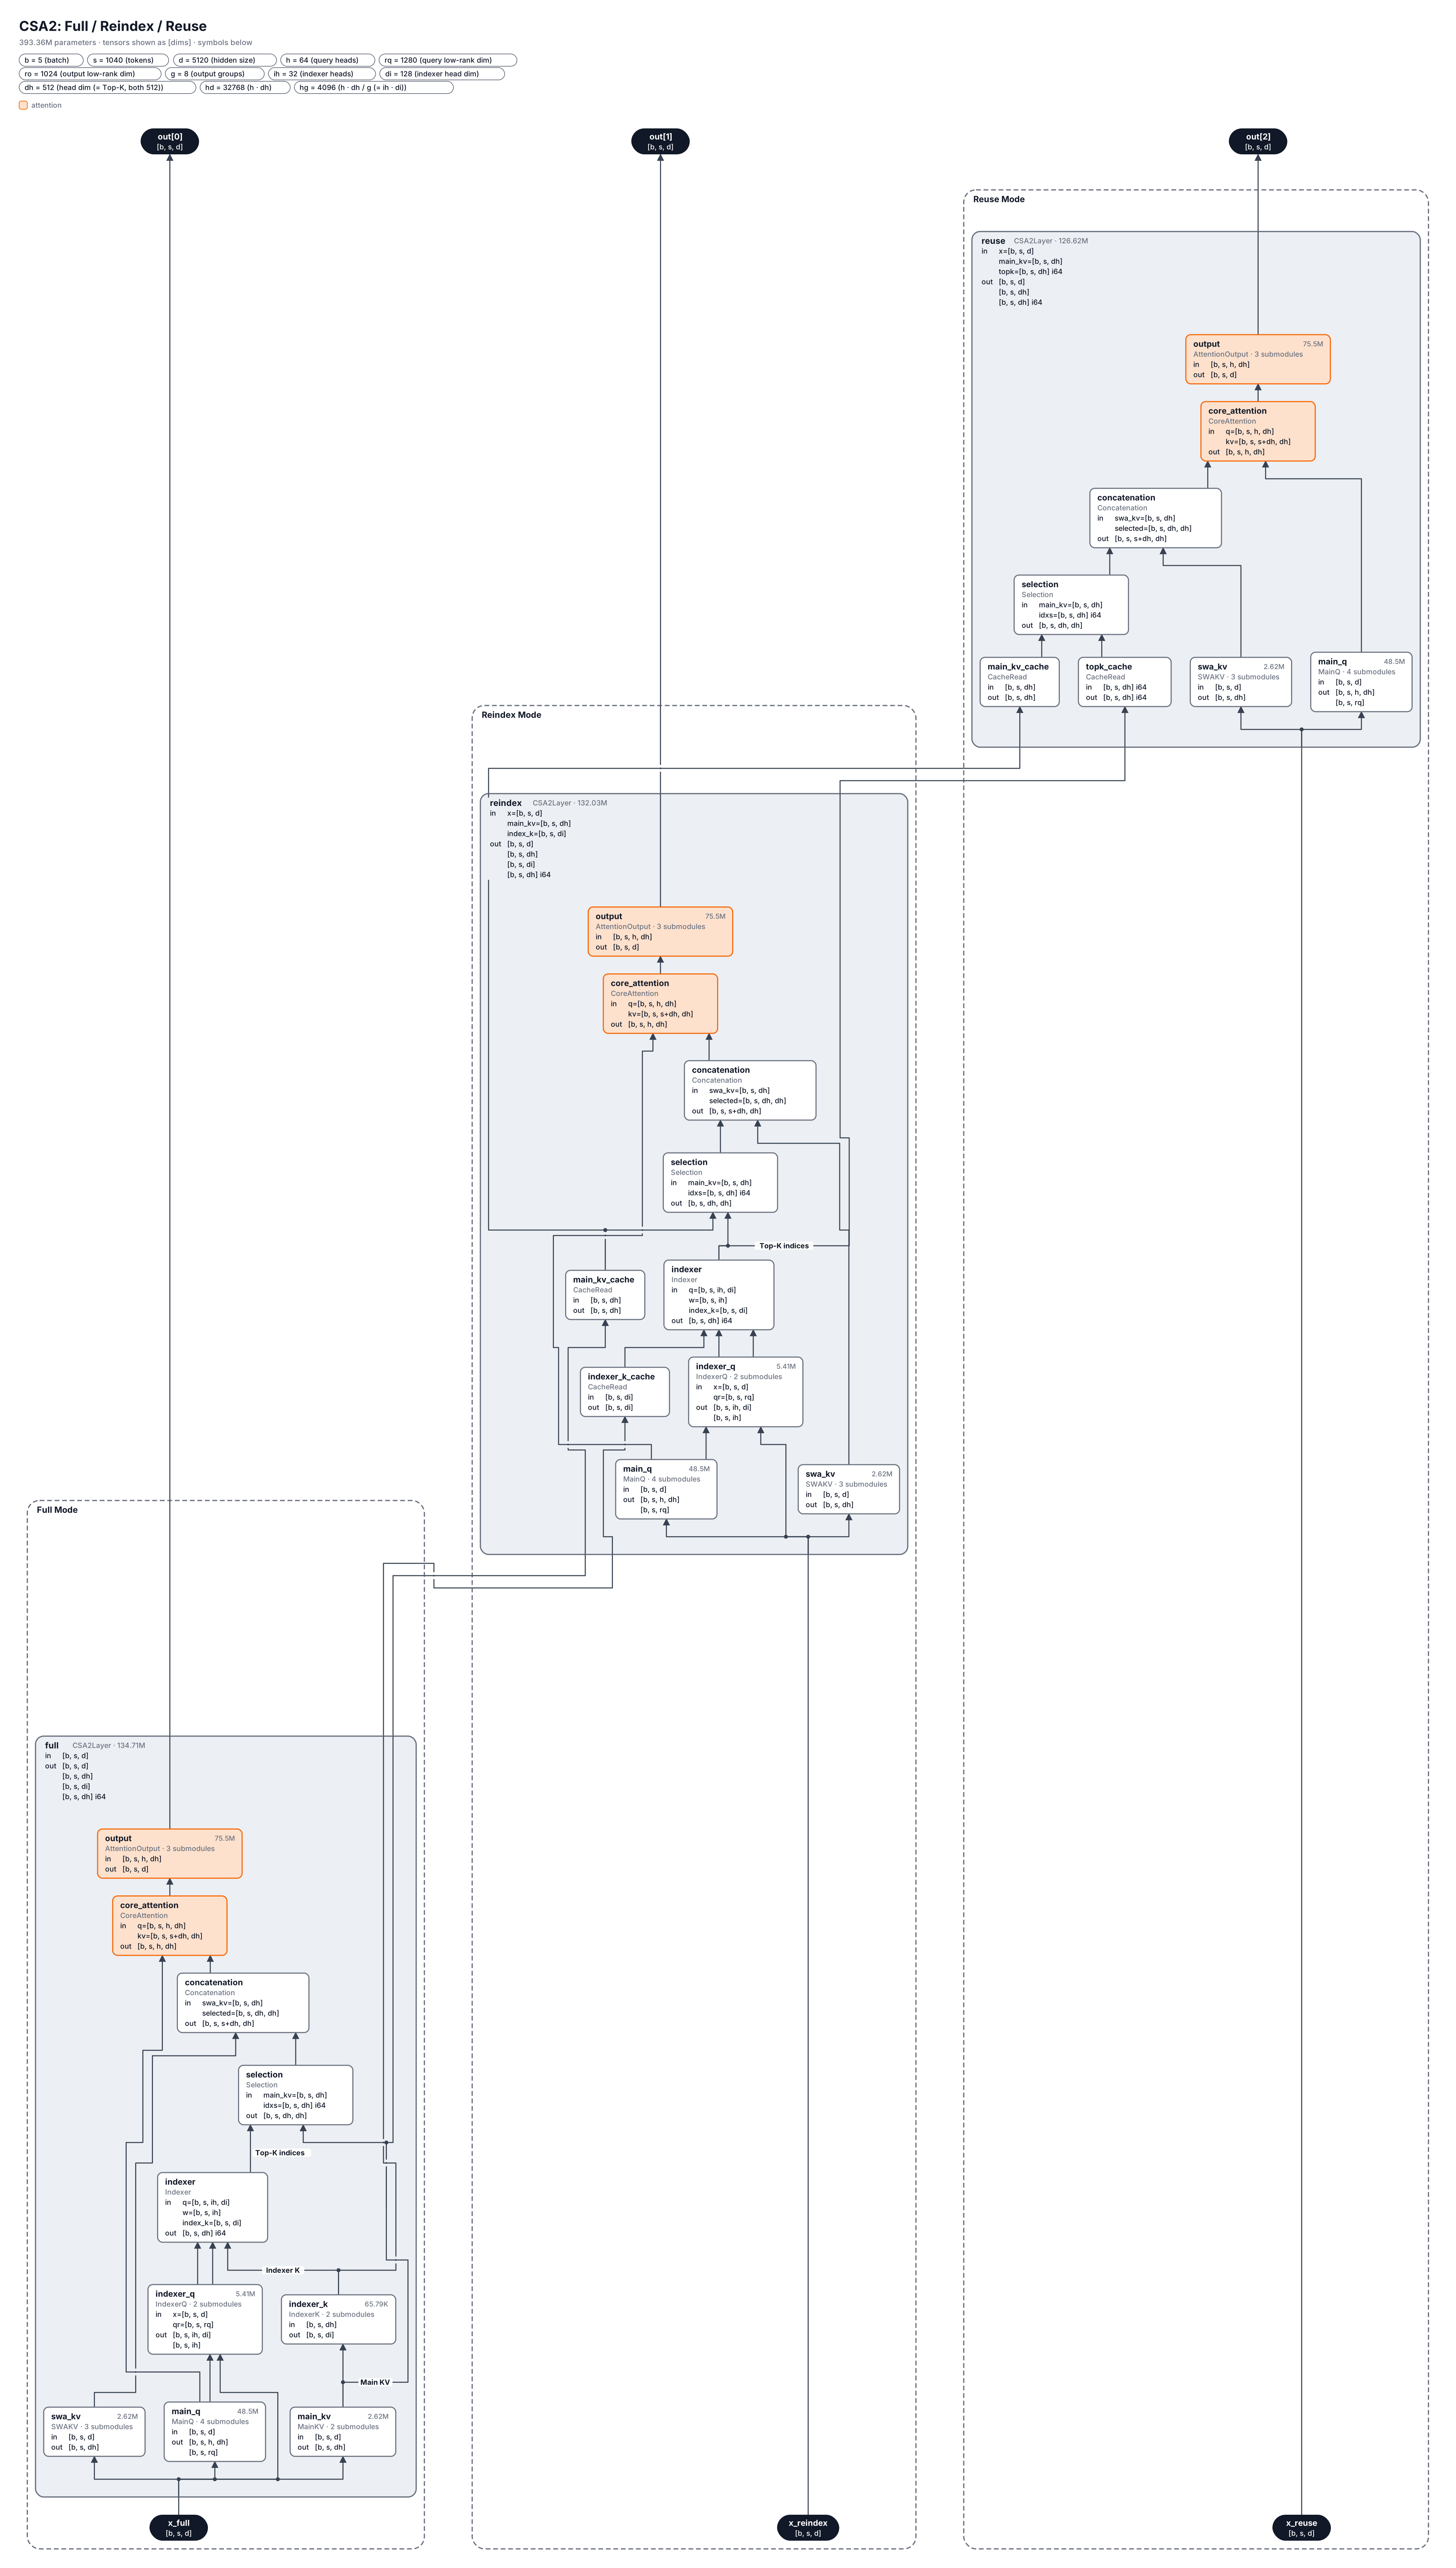 CSA2: Full / Reindex / Reuse
393.36M parameters · tensors shown as [dims] · symbols below
b = 5 (batch)
s = 1040 (tokens)
d = 5120 (hidden size)
h = 64 (query heads)
rq = 1280 (query low-rank dim)
ro = 1024 (output low-rank dim)
g = 8 (output groups)
ih = 32 (indexer heads)
di = 128 (indexer head dim)
dh = 512 (head dim (= Top-K, both 512))
hd = 32768 (h · dh)
hg = 4096 (h · dh / g (= ih · di))
attention
out[0]
[b, s, d]
out[1]
[b, s, d]
out[2]
[b, s, d]
Reuse Mode
reuse CSA2Layer · 126.62M
in x=[b, s, d]
main_kv=[b, s, dh]
topk=[b, s, dh] i64
out [b, s, d]
[b, s, dh]
[b, s, dh] i64
output 75.5M
AttentionOutput · 3 submodules
in [b, s, h, dh]
out [b, s, d]
core_attention
CoreAttention
in q=[b, s, h, dh]
kv=[b, s, s+dh, dh]
out [b, s, h, dh]
concatenation
Concatenation
in swa_kv=[b, s, dh]
selected=[b, s, dh, dh]
out [b, s, s+dh, dh]
selection
Selection
in main_kv=[b, s, dh]
idxs=[b, s, dh] i64
out [b, s, dh, dh]
main_kv_cache
CacheRead
in [b, s, dh]
out [b, s, dh]
topk_cache
CacheRead
in [b, s, dh] i64
out [b, s, dh] i64
swa_kv 2.62M
SWAKV · 3 submodules
in [b, s, d]
out [b, s, dh]
main_q 48.5M
MainQ · 4 submodules
in [b, s, d]
out [b, s, h, dh]
[b, s, rq]
Reindex Mode
reindex CSA2Layer · 132.03M
in x=[b, s, d]
main_kv=[b, s, dh]
index_k=[b, s, di]
out [b, s, d]
[b, s, dh]
[b, s, di]
[b, s, dh] i64
output 75.5M
AttentionOutput · 3 submodules
in [b, s, h, dh]
out [b, s, d]
core_attention
CoreAttention
in q=[b, s, h, dh]
kv=[b, s, s+dh, dh]
out [b, s, h, dh]
concatenation
Concatenation
in swa_kv=[b, s, dh]
selected=[b, s, dh, dh]
out [b, s, s+dh, dh]
selection
Selection
in main_kv=[b, s, dh]
idxs=[b, s, dh] i64
out [b, s, dh, dh]
Top-K indices
main_kv_cache
CacheRead
in [b, s, dh]
out [b, s, dh]
indexer
Indexer
in q=[b, s, ih, di]
w=[b, s, ih]
index_k=[b, s, di]
out [b, s, dh] i64
indexer_k_cache
CacheRead
in [b, s, di]
out [b, s, di]
indexer_q 5.41M
IndexerQ · 2 submodules
in x=[b, s, d]
qr=[b, s, rq]
out [b, s, ih, di]
[b, s, ih]
main_q 48.5M
MainQ · 4 submodules
in [b, s, d]
out [b, s, h, dh]
[b, s, rq]
swa_kv 2.62M
SWAKV · 3 submodules
in [b, s, d]
out [b, s, dh]
Full Mode
full CSA2Layer · 134.71M
in [b, s, d]
out [b, s, d]
[b, s, dh]
[b, s, di]
[b, s, dh] i64
output 75.5M
AttentionOutput · 3 submodules
in [b, s, h, dh]
out [b, s, d]
core_attention
CoreAttention
in q=[b, s, h, dh]
kv=[b, s, s+dh, dh]
out [b, s, h, dh]
concatenation
Concatenation
in swa_kv=[b, s, dh]
selected=[b, s, dh, dh]
out [b, s, s+dh, dh]
selection
Selection
in main_kv=[b, s, dh]
idxs=[b, s, dh] i64
out [b, s, dh, dh]
Top-K indices
indexer
Indexer
in q=[b, s, ih, di]
w=[b, s, ih]
index_k=[b, s, di]
out [b, s, dh] i64
Indexer K
indexer_q 5.41M
IndexerQ · 2 submodules
in x=[b, s, d]
qr=[b, s, rq]
out [b, s, ih, di]
[b, s, ih]
indexer_k 65.79K
IndexerK · 2 submodules
in [b, s, dh]
out [b, s, di]
Main KV
swa_kv 2.62M
SWAKV · 3 submodules
in [b, s, d]
out [b, s, dh]
main_q 48.5M
MainQ · 4 submodules
in [b, s, d]
out [b, s, h, dh]
[b, s, rq]
main_kv 2.62M
MainKV · 2 submodules
in [b, s, d]
out [b, s, dh]
x_full
[b, s, d]
x_reindex
[b, s, d]
x_reuse
[b, s, d]